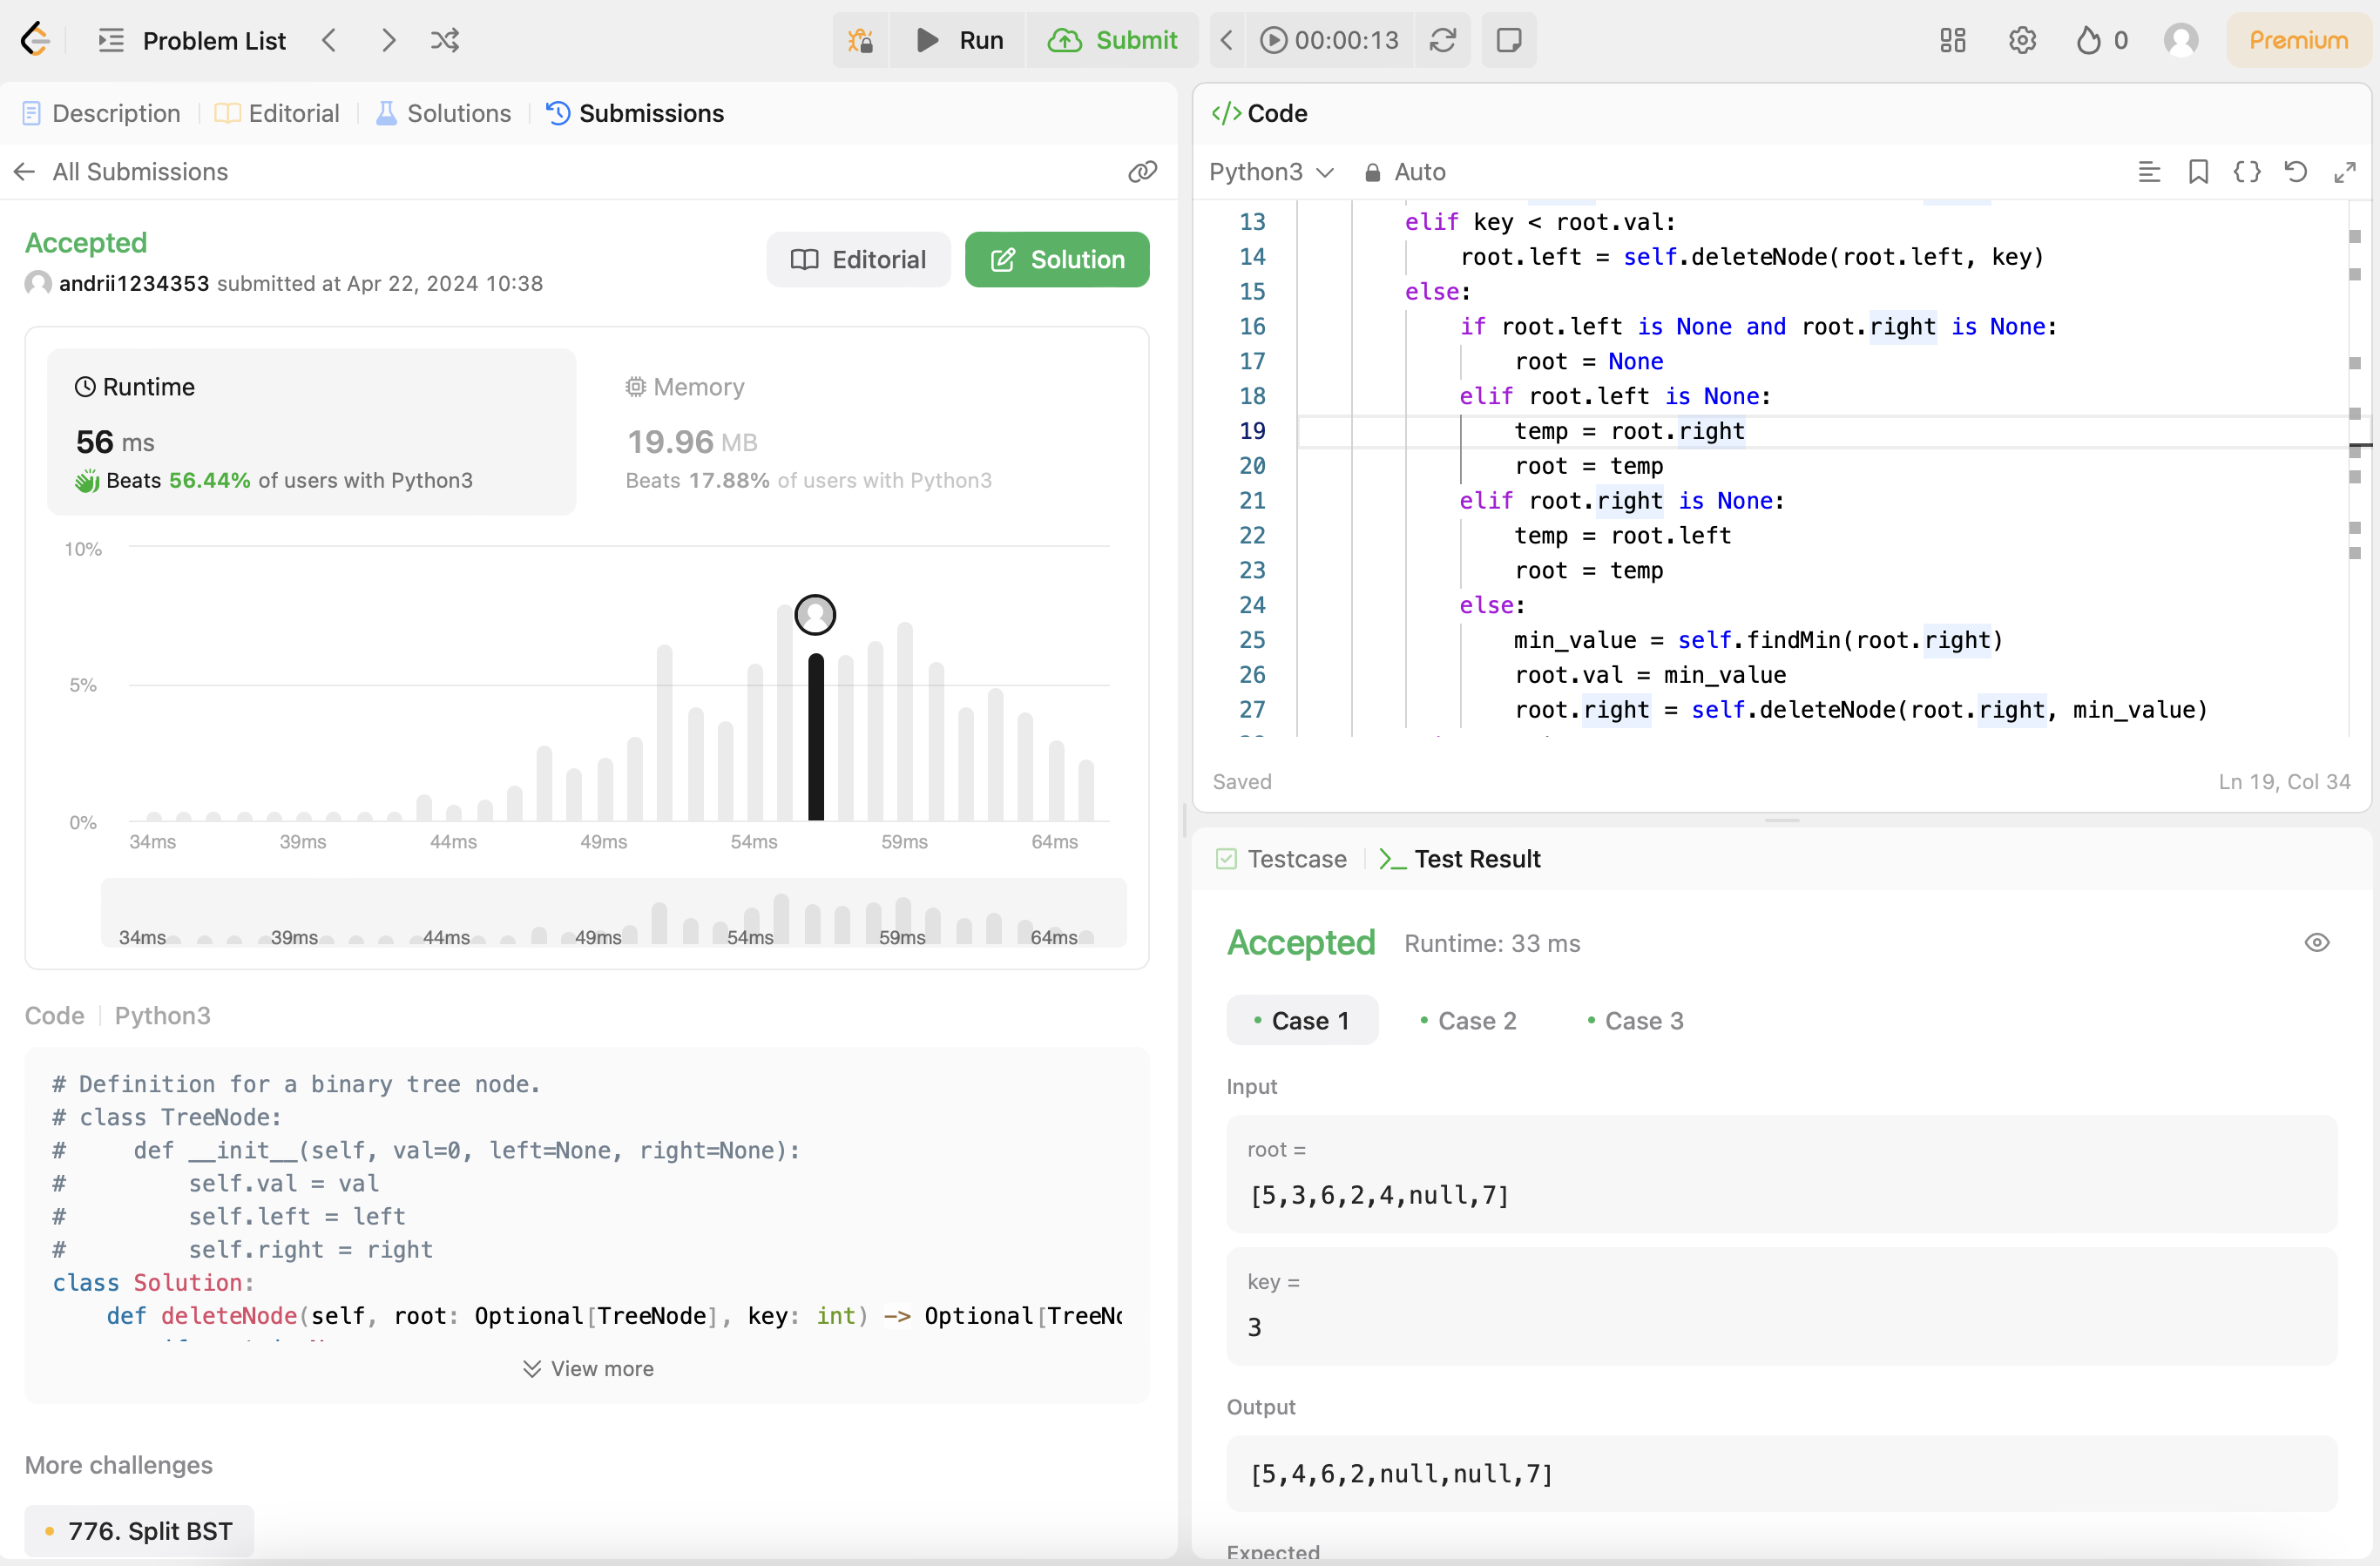 Problem List
Run
Submit
00:00:13
0
Premium
Description
Editorial
Solutions
Submissions
All Submissions
Accepted
andrii1234353 submitted at Apr 22, 2024 10:38
Editorial
Solution
Runtime
56 ms
Beats 56.44% of users with Python3
Memory
19.96 MB
Beats 17.88% of users with Python3
10%
5%
0%
34ms 39ms 44ms 49ms 54ms 59ms 64ms
34ms 39ms 44ms 49ms 54ms 59ms 64ms
Code
Python3
# Definition for a binary tree node.
# class TreeNode:
#     def __init__(self, val=0, left=None, right=None):
#         self.val = val
#         self.left = left
#         self.right = right
class Solution:
    def deleteNode(self, root: Optional[TreeNode], key: int) -> Optional[TreeNo
View more
More challenges
776. Split BST
Code
Python3
Auto
13 elif key < root.val:
14 root.left = self.deleteNode(root.left, key)
15 else:
16 if root.left is None and root.right is None:
17 root = None
18 elif root.left is None:
19 temp = root.right
20 root = temp
21 elif root.right is None:
22 temp = root.left
23 root = temp
24 else:
25 min_value = self.findMin(root.right)
26 root.val = min_value
27 root.right = self.deleteNode(root.right, min_value)
Saved
Ln 19, Col 34
Testcase
>_ Test Result
Accepted
Runtime: 33 ms
Case 1
Case 2
Case 3
Input
root =
[5,3,6,2,4,null,7]
key =
3
Output
[5,4,6,2,null,null,7]
Expected